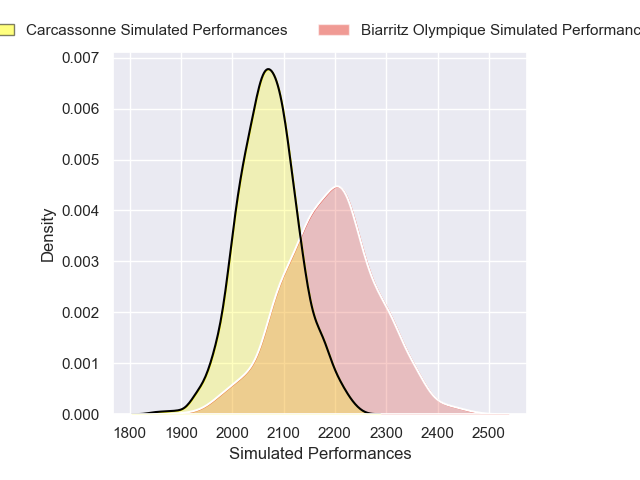 Carcassonne Simulated Performances
Biarritz Olympique Simulated
0.007
0.006
0.005
0.004
0.003
0.002
0.001
0.000
Density
1800 1900 2000 2100 2200 2300 2400 2500
Simulated Performances